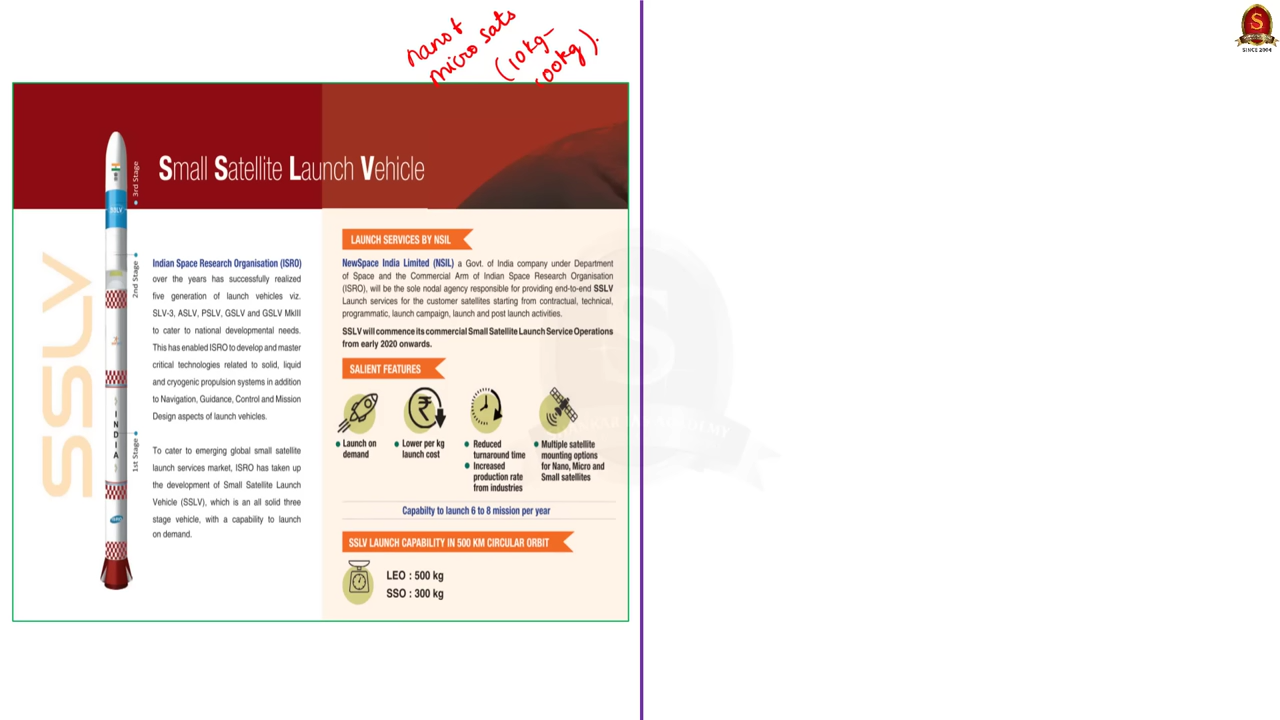 nano &
micro sats
(10kg-
500kg).
SINCE 2004
Small Satellite Launch Vehicle
3rd Stage
2nd Stage
1st Stage
SSLV
SSLV
INDIA
Indian Space Research Organisation (ISRO)
over the years has successfully realized
five generation of launch vehicles viz.
SLV-3, ASLV, PSLV, GSLV and GSLV MkIII
to cater to national developmental needs.
This has enabled ISRO to develop and master
critical technologies related to solid, liquid
and cryogenic propulsion systems in addition
to Navigation, Guidance, Control and Mission
Design aspects of launch vehicles.
To cater to emerging global small satellite
launch services market, ISRO has taken up
the development of Small Satellite Launch
Vehicle (SSLV), which is an all solid three
stage vehicle, with a capability to launch
on demand.
LAUNCH SERVICES BY NSIL
NewSpace India Limited (NSIL) a Govt. of India company under Department
of Space and the Commercial Arm of Indian Space Research Organisation
(ISRO), will be the sole nodal agency responsible for providing end-to-end SSLV
Launch services for the customer satellites starting from contractual, technical,
programmatic, launch campaign, launch and post launch activities.
SSLV will commence its commercial Small Satellite Launch Service Operations
from early 2020 onwards.
SALIENT FEATURES
Launch on
demand
Lower per kg
launch cost
Reduced
turnaround time
Increased
production rate
from industries
Multiple satellite
mounting options
for Nano, Micro and
Small satellites
Capabilty to launch 6 to 8 mission per year
SSLV LAUNCH CAPABILITY IN 500 KM CIRCULAR ORBIT
LEO : 500 kg
SSO : 300 kg